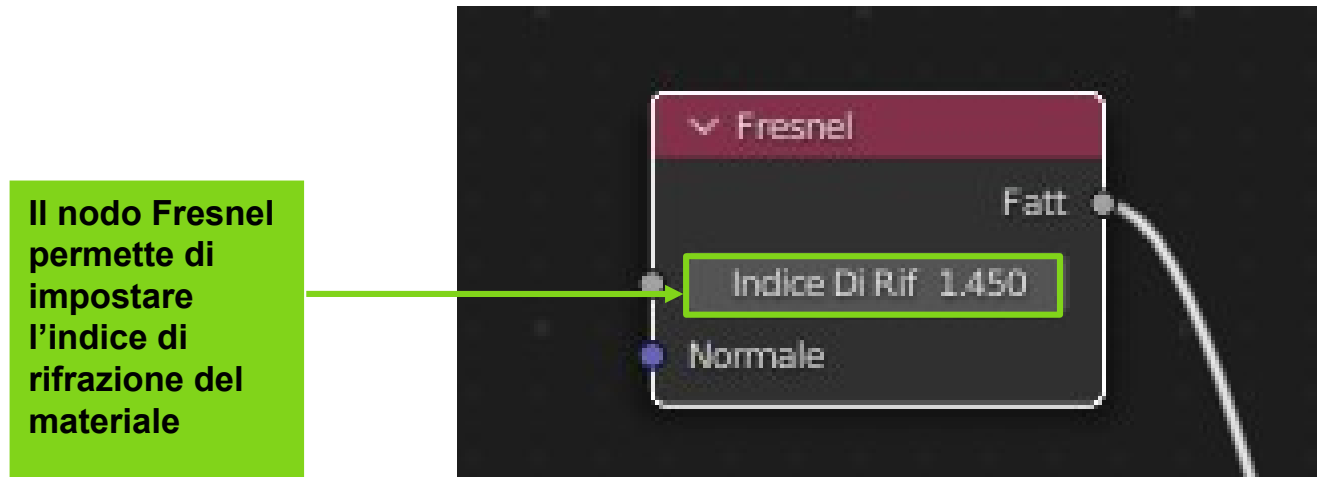 Il nodo Fresnel
permette di
impostare
l'indice di
rifrazione del
materiale
Fresnel
Fatt
Indice Di Rif 1.450
Normale